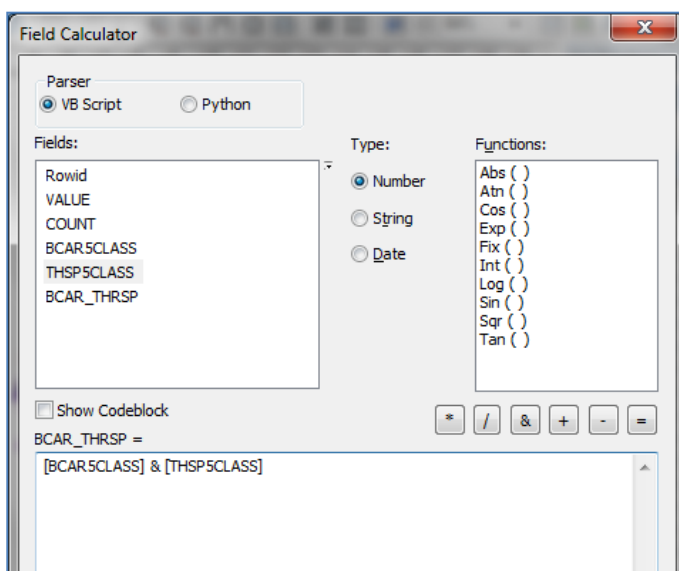 Field Calculator
x
Parser
VB Script Python
Fields:
Rowid
VALUE
COUNT
BCAR5CLASS
THSP5CLASS
BCAR_THRSP
Type:
Number
String
Date
Functions:
Abs ( )
Atn ( )
Cos ( )
Exp ( )
Fix ( )
Int ( )
Log ( )
Sin ( )
Sqr ( )
Tan ( )
Show Codeblock
* / & + - =
BCAR_THRSP =
[BCAR5CLASS] & [THSP5CLASS]